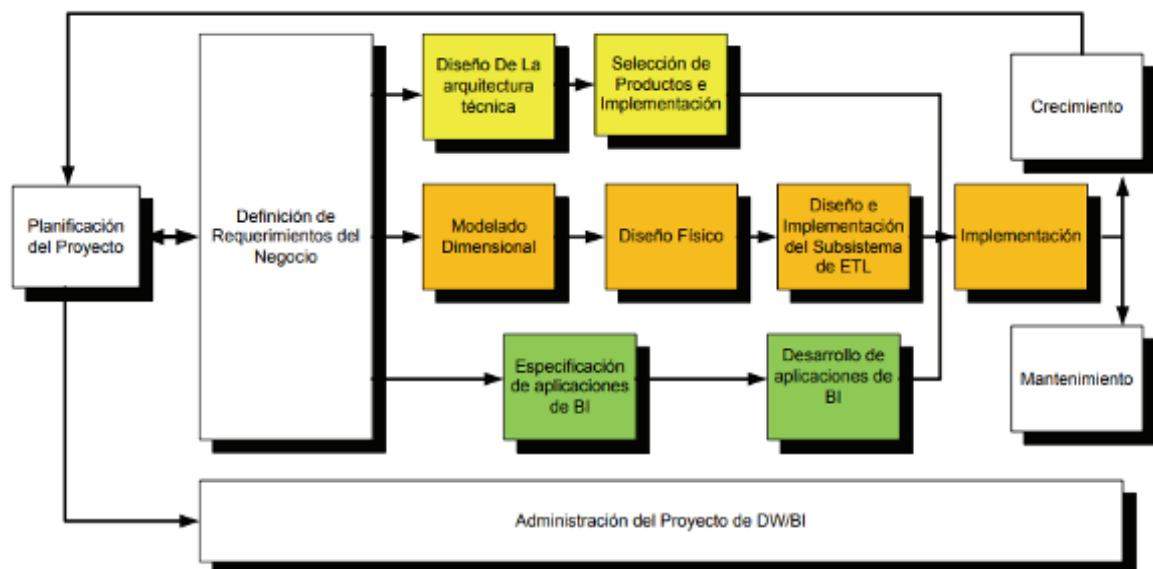 Diseño De La
arquitectura
técnica
Selección de
Productos e
Implementación
Crecimiento
Planificación
del Proyecto
Definición de
Requerimientos del
Negocio
Modelado
Dimensional
Diseño Físico
Diseño e
Implementación
del Subsistema
de ETL
Implementación
Especificación
de aplicaciones
de BI
Desarrollo de
aplicaciones de
BI
Mantenimiento
Administración del Proyecto de DW/BI